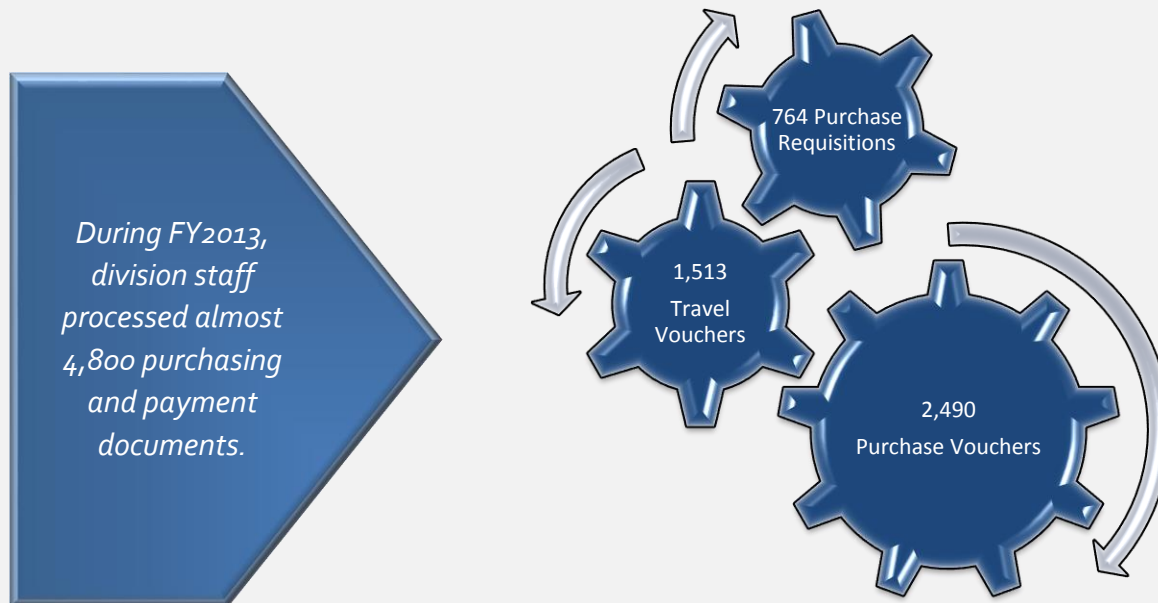 During FY2013,
division staff
processed almost
4,800 purchasing
and payment
documents.
764 Purchase
Requisitions
1,513
Travel
Vouchers
2,490
Purchase Vouchers